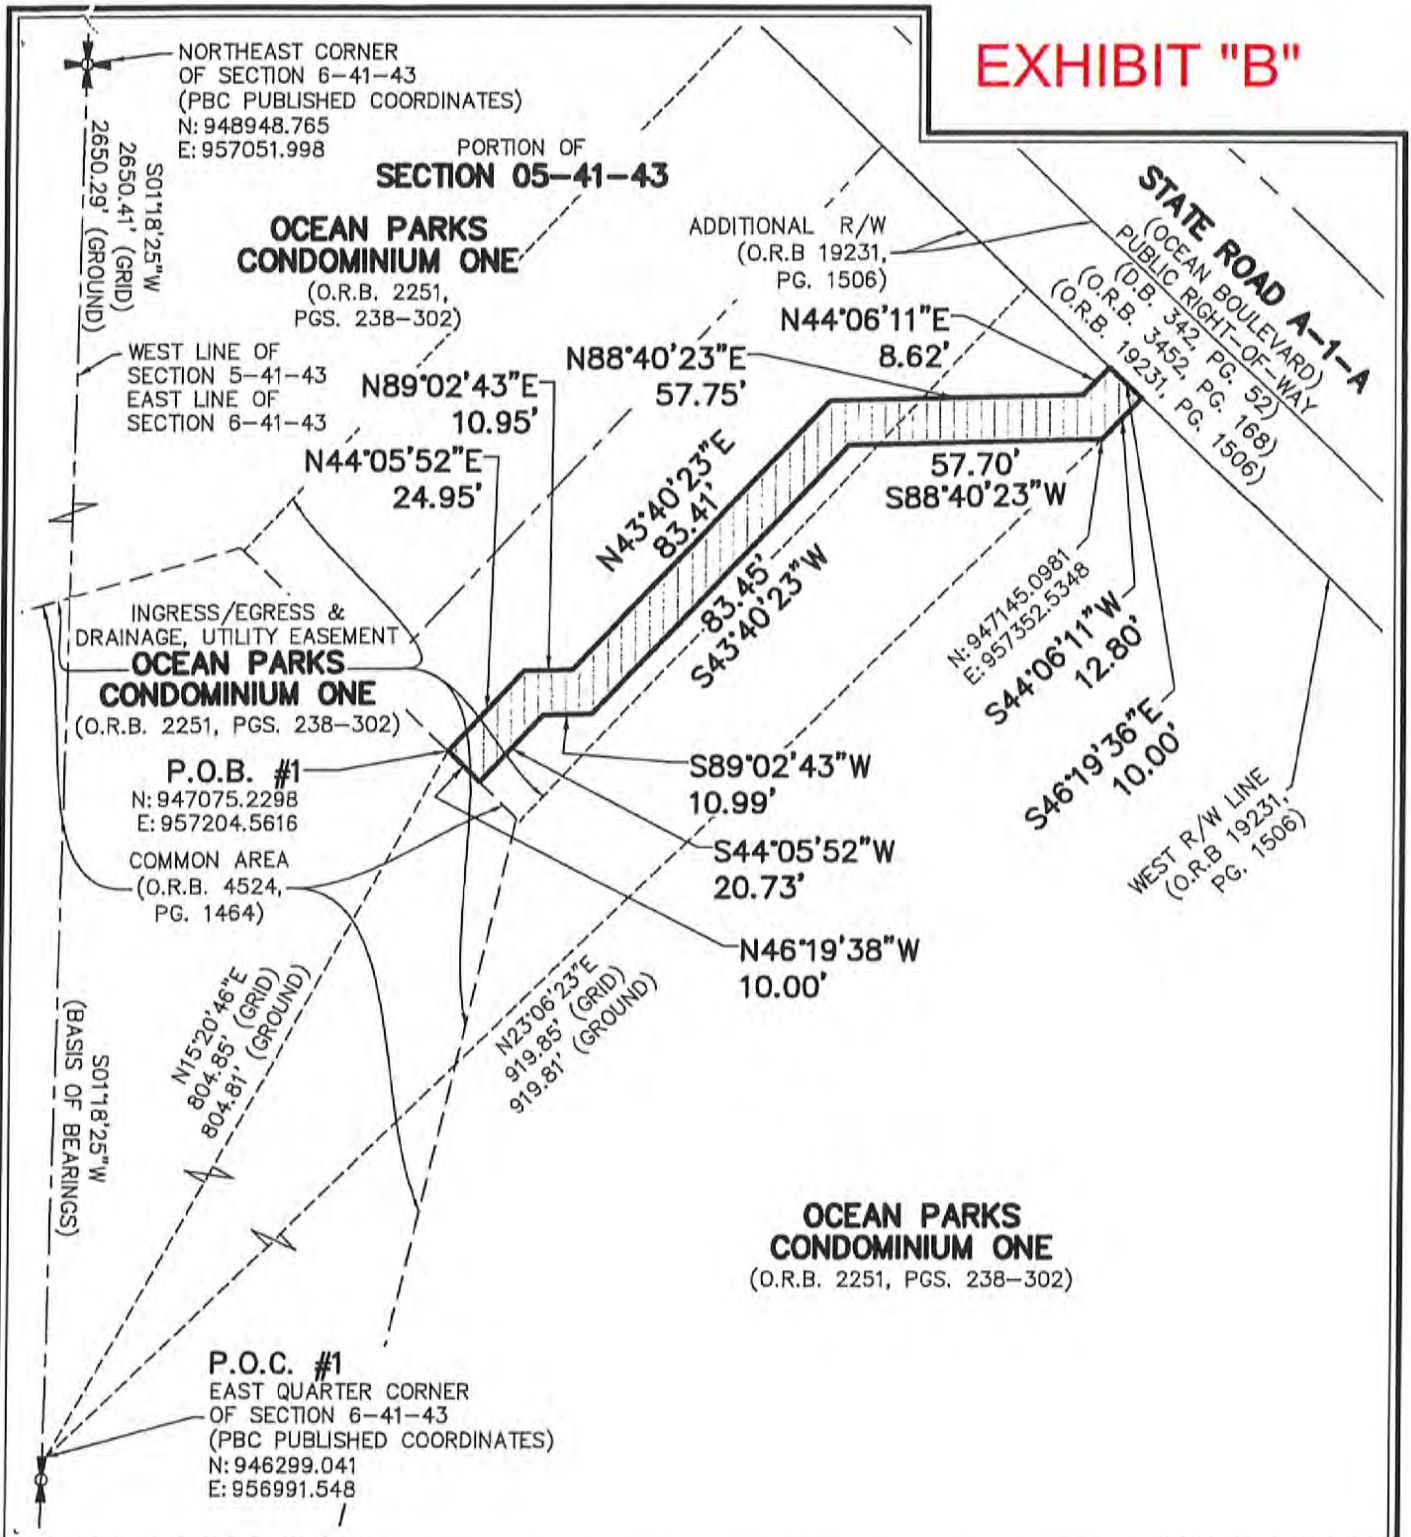 EXHIBIT "B"
NORTHEAST CORNER
OF SECTION 6-41-43
(PBC PUBLISHED COORDINATES)
N: 948948.765
E: 957051.998
S01°18'25"W
2650.41' (GRID)
2650.29' (GROUND)
PORTION OF
SECTION 05-41-43
OCEAN PARKS
CONDOMINIUM ONE
(O.R.B. 2251,
PGS. 238-302)
ADDITIONAL R/W
(O.R.B 19231,
PG. 1506)
STATE ROAD A-1-A
(OCEAN BOULEVARD)
PUBLIC RIGHT-OF-WAY
(D.B. 342, PG. 52)
(O.R.B. 3452, PG. 168)
(O.R.B. 19231, PG. 1506)
WEST LINE OF
SECTION 5-41-43
EAST LINE OF
SECTION 6-41-43
N44°06'11"E
8.62'
N88°40'23"E
57.75'
N89°02'43"E
10.95'
N44°05'52"E
24.95'
N43°40'23"E
83.41'
57.70'
S88°40'23"W
83.45'
S43°40'23"W
N: 947145.0981
E: 957352.5348
S44°06'11"W
12.80'
S46°19'36"E
10.00'
WEST R/W LINE
(O.R.B 19231,
PG. 1506)
INGRESS/EGRESS &
DRAINAGE, UTILITY EASEMENT
OCEAN PARKS
CONDOMINIUM ONE
(O.R.B. 2251, PGS. 238-302)
P.O.B. #1
N: 947075.2298
E: 957204.5616
COMMON AREA
(O.R.B. 4524,
PG. 1464)
S89°02'43"W
10.99'
S44°05'52"W
20.73'
N46°19'38"W
10.00'
N15°20'46"E
804.85' (GRID)
804.81' (GROUND)
N23°06'23"E
919.85' (GRID)
919.81' (GROUND)
S01°18'25"W
(BASIS OF BEARINGS)
OCEAN PARKS
CONDOMINIUM ONE
(O.R.B. 2251, PGS. 238-302)
P.O.C. #1
EAST QUARTER CORNER
OF SECTION 6-41-43
(PBC PUBLISHED COORDINATES)
N: 946299.041
E: 956991.548